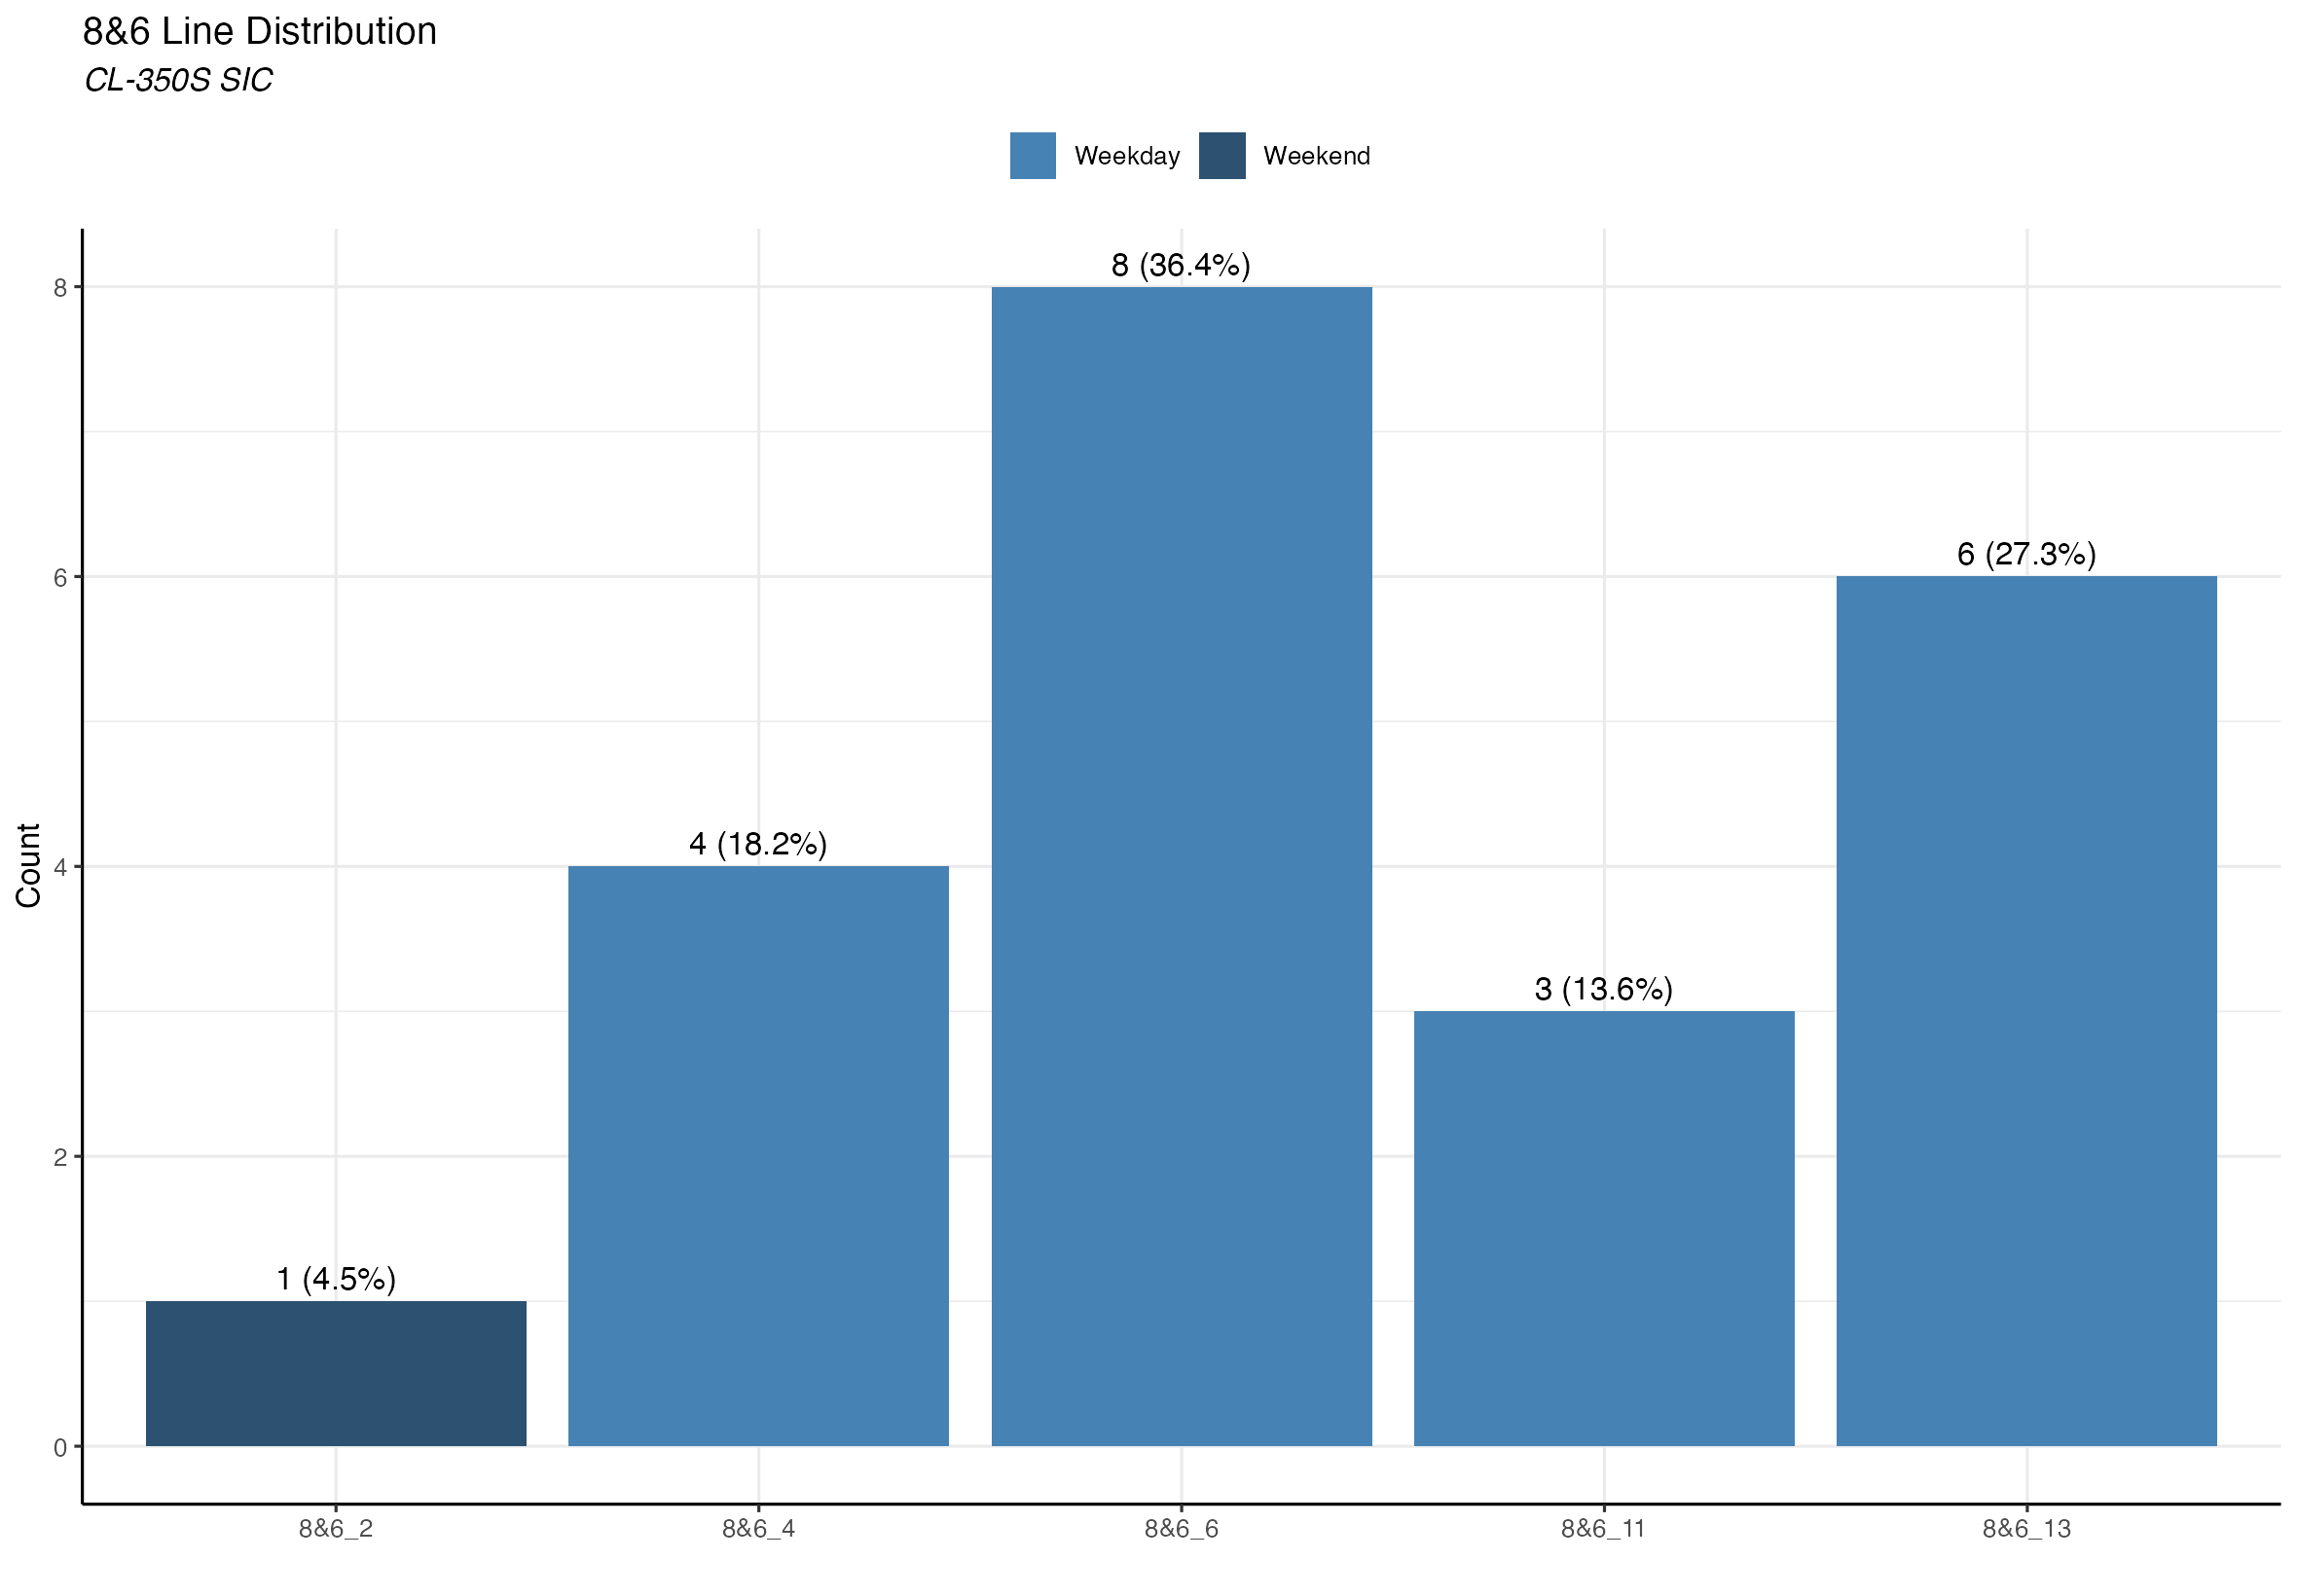 8&6 Line Distribution
CL-350S SIC
Weekday Weekend
8 (36.4%)
8
6 (27.3%)
6
4 (18.2%)
4
Count
3 (13.6%)
2
1 (4.5%)
0
8&6_2 8&6_4 8&6_6 8&6_11 8&6_13